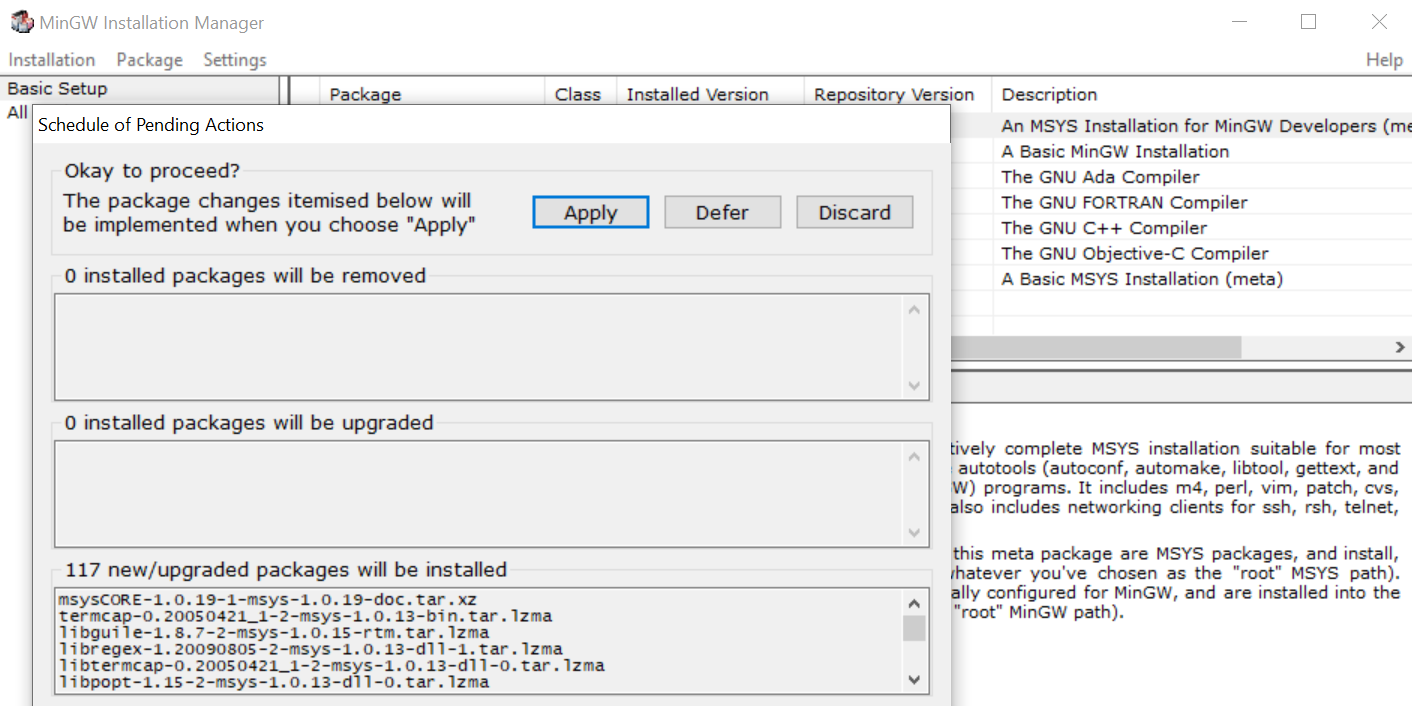 MinGW Installation Manager
Installation Package Settings Help
Basic Setup
All
Package Class Installed Version Repository Version Description
An MSYS Installation for MinGW Developers (me
A Basic MinGW Installation
The GNU Ada Compiler
The GNU FORTRAN Compiler
The GNU C++ Compiler
The GNU Objective-C Compiler
A Basic MSYS Installation (meta)
Schedule of Pending Actions
Okay to proceed?
The package changes itemised below will
be implemented when you choose "Apply"
Apply Defer Discard
0 installed packages will be removed
0 installed packages will be upgraded
117 new/upgraded packages will be installed
msysCORE-1.0.19-1-msys-1.0.19-doc.tar.xz
termcap-0.20050421_1-2-msys-1.0.13-bin.tar.lzma
libguile-1.8.7-2-msys-1.0.15-rtm.tar.lzma
libregex-1.20090805-2-msys-1.0.13-dll-1.tar.lzma
libtermcap-0.20050421_1-2-msys-1.0.13-dll-0.tar.lzma
libpopt-1.15-2-msys-1.0.13-dll-0.tar.lzma
tively complete MSYS installation suitable for most
autotools (autoconf, automake, libtool, gettext, and
W) programs. It includes m4, perl, vim, patch, cvs,
also includes networking clients for ssh, rsh, telnet,
this meta package are MSYS packages, and install,
whatever you've chosen as the "root" MSYS path).
ally configured for MinGW, and are installed into the
"root" MinGW path).